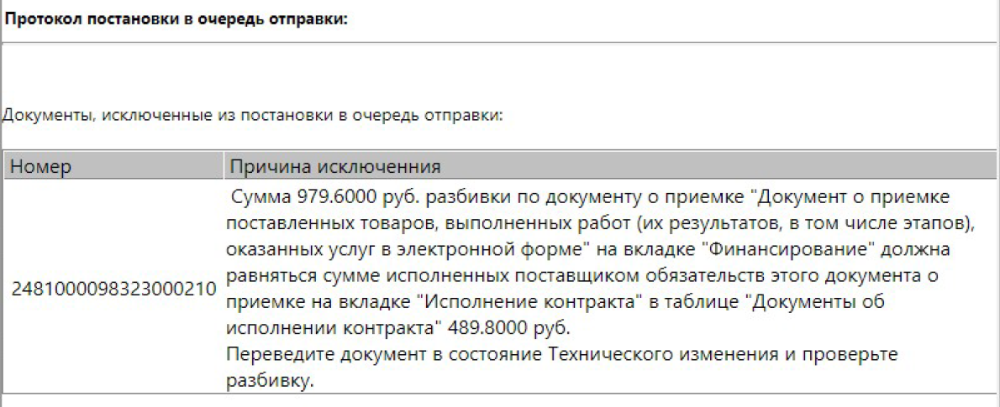 Протокол постановки в очередь отправки:
Документы, исключенные из постановки в очередь отправки:
Номер
Причина исключенния
Сумма 979.6000 руб. разбивки по документу о приемке "Документ о приемке
поставленных товаров, выполненных работ (их результатов, в том числе этапов),
оказанных услуг в электронной форме" на вкладке "Финансирование" должна
равняться сумме исполненных поставщиком обязательств этого документа о
2481000098323000210
приемке на вкладке "Исполнение контракта" в таблице "Документы об
исполнении контракта" 489.8000 руб.
Переведите документ в состояние Технического изменения и проверьте
разбивку.